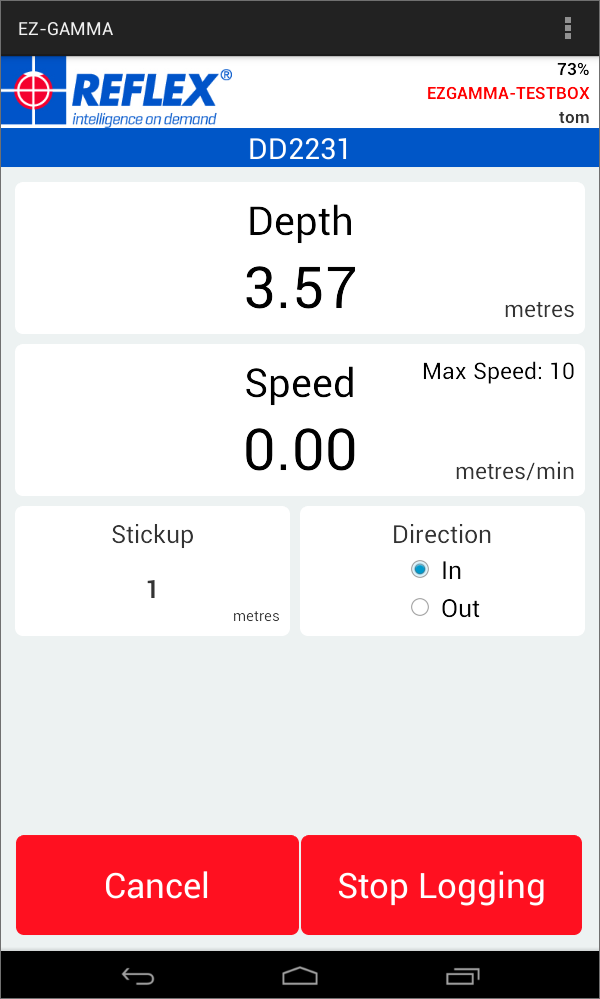 EZ-GAMMA
REFLEX®
intelligence on demand
73%
EZGAMMA-TESTBOX
tom
DD2231
Depth
3.57
metres
Speed
Max Speed: 10
0.00
metres/min
Stickup
1
metres
Direction
In
Out
Cancel
Stop Logging